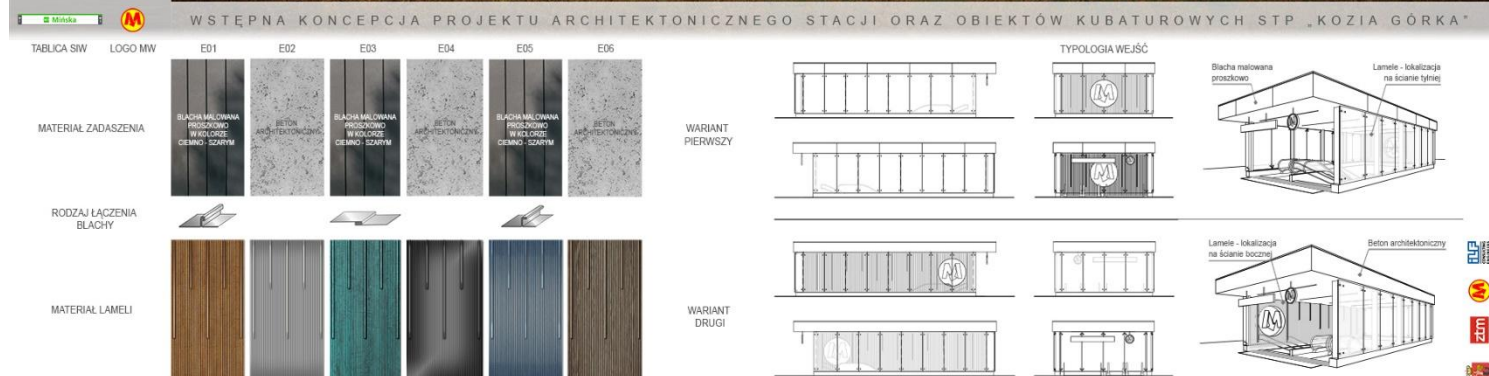 Mińska
M
WSTĘPNA KONCEPCJA PROJEKTU ARCHITEKTONICZNEGO STACJI ORAZ OBIEKTÓW KUBATUROWYCH STP „KOZIA GÓRKA"
TABLICA SIW
LOGO MW
E01
E02
E03
E04
E05
E06
TYPOLOGIA WEJŚĆ
MATERIAŁ ZADASZENIA
BLACHA MALOWANA
PROSZKOWO
W KOLORZE
CIEMNO - SZARYM
BETON
ARCHITEKTONICZNY
BLACHA MALOWANA
PROSZKOWO
W KOLORZE
CIEMNO - SZARYM
BETON
ARCHITEKTONICZNY
BLACHA MALOWANA
PROSZKOWO
W KOLORZE
CIEMNO - SZARYM
BETON
ARCHITEKTONICZNY
WARIANT
PIERWSZY
M
M
Blacha malowana
proszkowo
Lamele - lokalizacja
na ścianie tylniej
M
M
RODZAJ ŁĄCZENIA
BLACHY
MATERIAŁ LAMELI
WARIANT
DRUGI
M
M
Lamele - lokalizacja
na ścianie bocznej
Beton architektoniczny
M
M
ILF
M
ztm